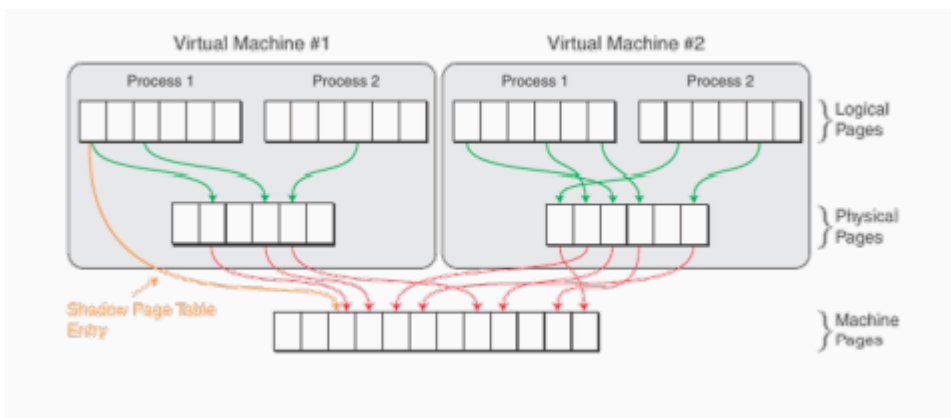 Virtual Machine #1
Virtual Machine #2
Process 1
Process 2
Process 1
Process 2
Logical
Pages
Physical
Pages
Shadow Page Table
Entry
Machine
Pages